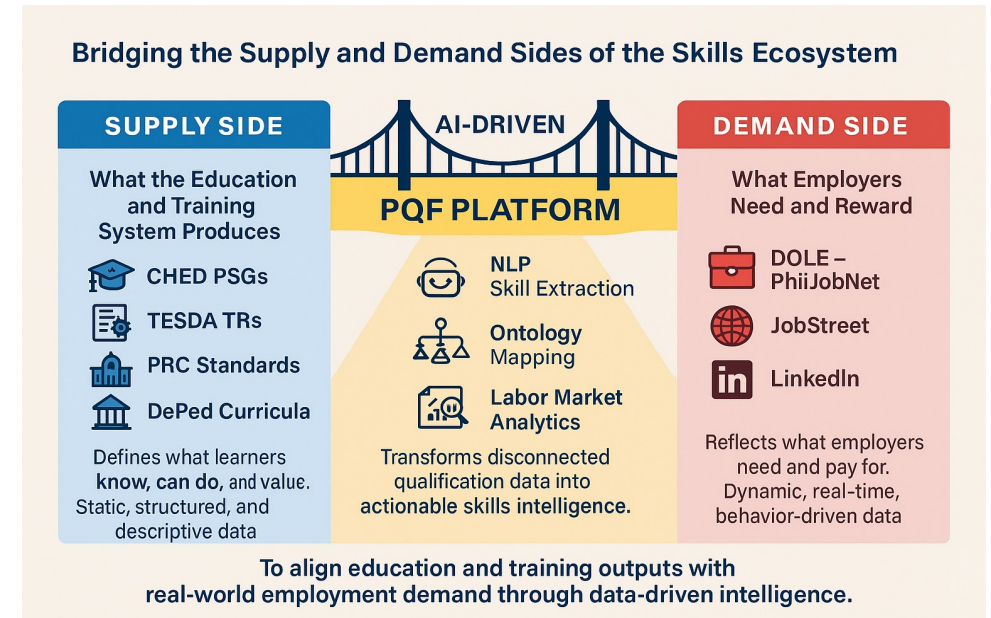 Bridging the Supply and Demand Sides of the Skills Ecosystem
SUPPLY SIDE
What the Education
and Training
System Produces
CHED PSGs
TESDA TRs
PRC Standards
DePed Curricula
Defines what learners
know, can do, and value.
Static, structured, and
descriptive data
AI-DRIVEN
PQF PLATFORM
NLP
Skill Extraction
Ontology
Mapping
Labor Market
Analytics
Transforms disconnected
qualification data into
actionable skills intelligence.
DEMAND SIDE
What Employers
Need and Reward
DOLE –
PhiiJobNet
JobStreet
in
LinkedIn
Reflects what employers
need and pay for.
Dynamic, real-time,
behavior-driven data
To align education and training outputs with
real-world employment demand through data-driven intelligence.